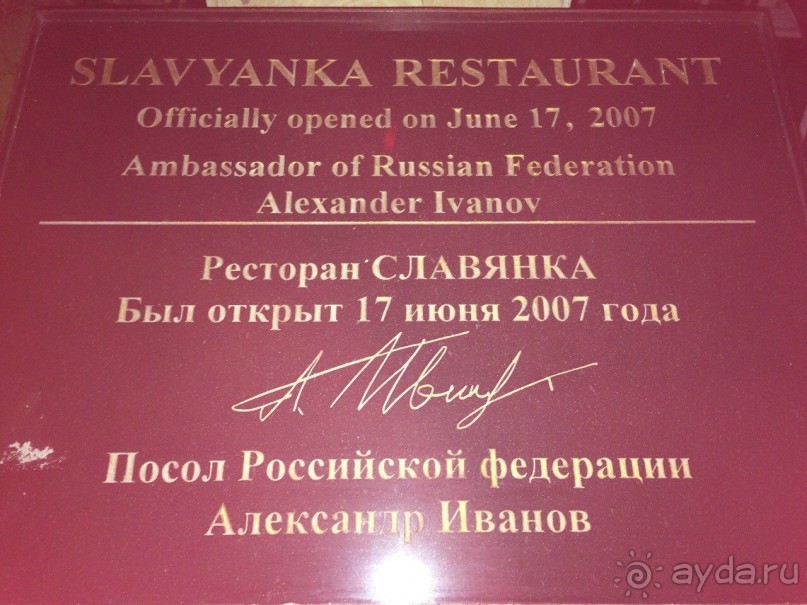 SLAVYANKA RESTAURANT
Officially opened on June 17, 2007
Ambassador of Russian Federation
Alexander Ivanov
Ресторан СЛАВЯНКА
Был открыт 17 июня 2007 года
А. Иванов
Посол Российской федерации
Александр Иванов
ayda.ru